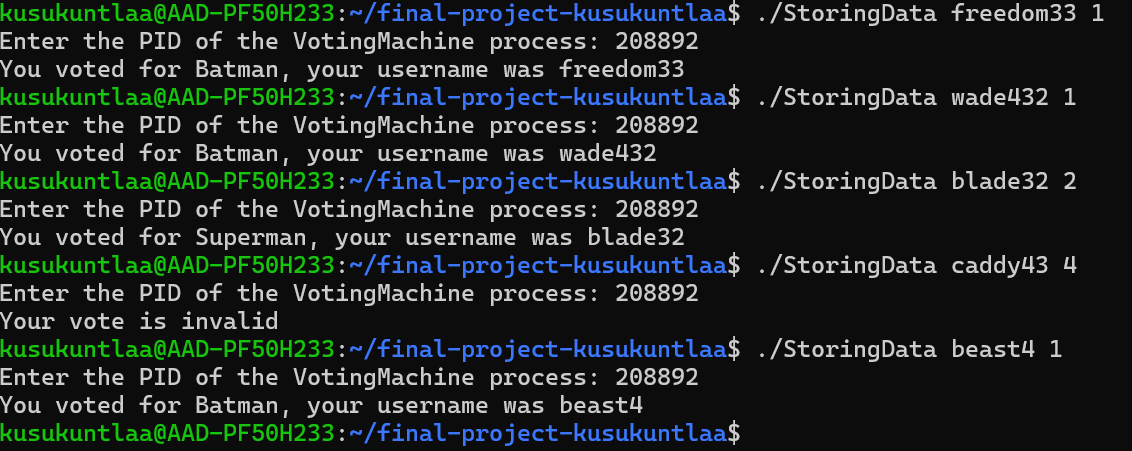 kusukuntlaa@AAD-PF50H233:~/final-project-kusukuntlaa$ ./StoringData freedom33 1
Enter the PID of the VotingMachine process: 208892
You voted for Batman, your username was freedom33
kusukuntlaa@AAD-PF50H233:~/final-project-kusukuntlaa$ ./StoringData wade432 1
Enter the PID of the VotingMachine process: 208892
You voted for Batman, your username was wade432
kusukuntlaa@AAD-PF50H233:~/final-project-kusukuntlaa$ ./StoringData blade32 2
Enter the PID of the VotingMachine process: 208892
You voted for Superman, your username was blade32
kusukuntlaa@AAD-PF50H233:~/final-project-kusukuntlaa$ ./StoringData caddy43 4
Enter the PID of the VotingMachine process: 208892
Your vote is invalid
kusukuntlaa@AAD-PF50H233:~/final-project-kusukuntlaa$ ./StoringData beast4 1
Enter the PID of the VotingMachine process: 208892
You voted for Batman, your username was beast4
kusukuntlaa@AAD-PF50H233:~/final-project-kusukuntlaa$